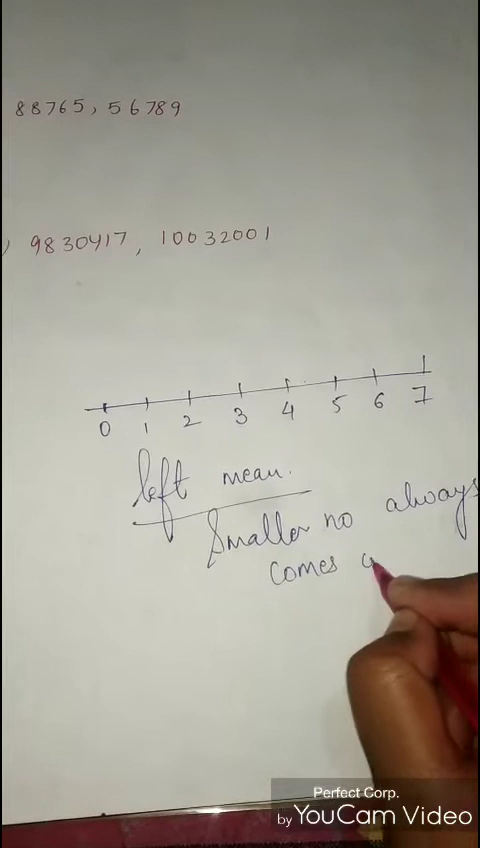 88765, 56789
) 9830417, 10032001
0 1 2 3 4 5 6 7
left mean.
Smaller no always
comes
Perfect Corp.
by YouCam Video